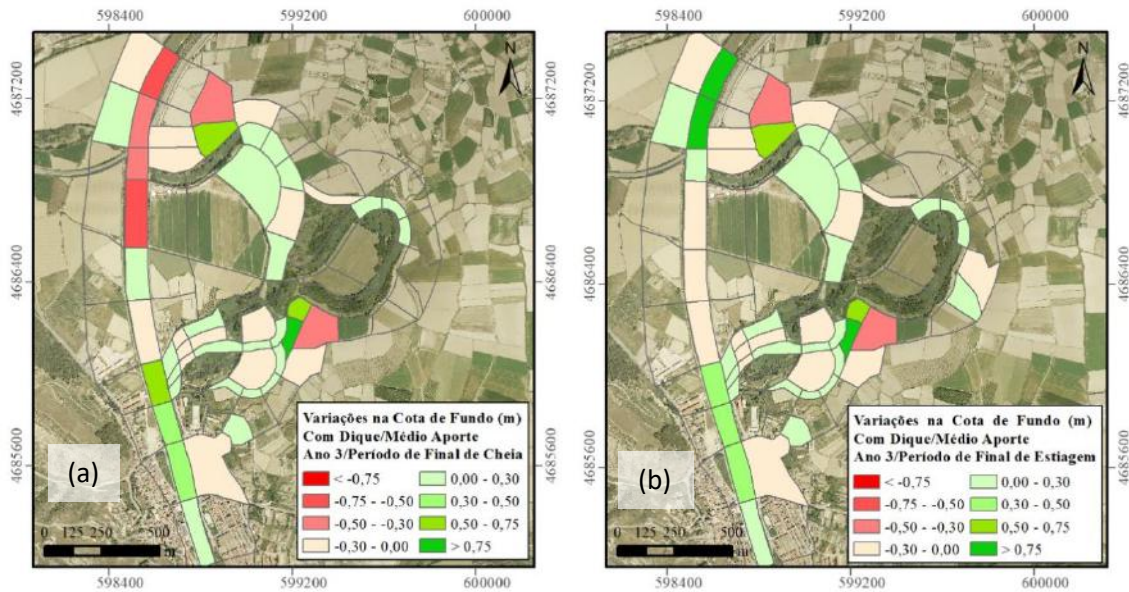 598400 599200 600000
598400 599200 600000
N
N
4687200
4687200
4687200
4686400
4686400
4686400
4685600
4685600
4685600
(a)
Variações na Cota de Fundo (m)
Com Dique/Médio Aporte
Ano 3/Período de Final de Cheia
< -0,75 0,00 - 0,30
-0,75 - -0,50 0,30 - 0,50
-0,50 - -0,30 0,50 - 0,75
-0,30 - 0,00 > 0,75
0 125 250 500
m
(b)
Variações na Cota de Fundo (m)
Com Dique/Médio Aporte
Ano 3/Período de Final de Estiagem
< -0,75 0,00 - 0,30
-0,75 - -0,50 0,30 - 0,50
-0,50 - -0,30 0,50 - 0,75
-0,30 - 0,00 > 0,75
0 125 250 500
m
598400 599200 600000
598400 599200 600000